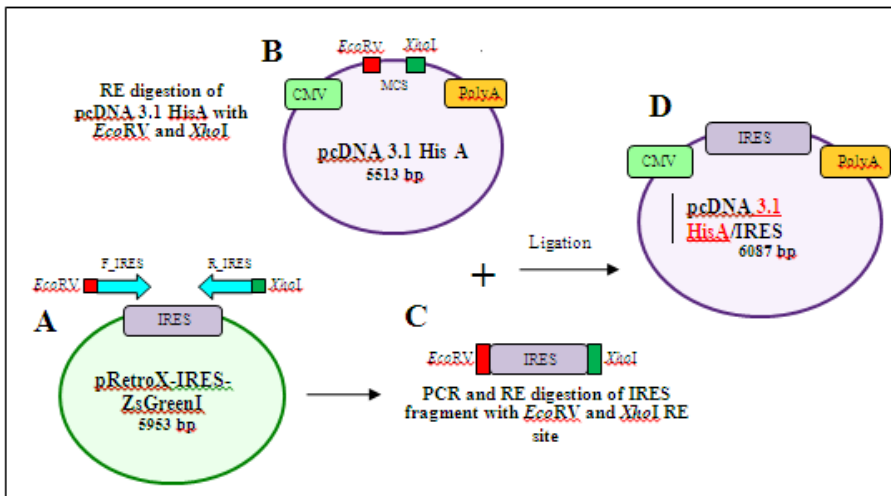 B
EcoRV
XhoI
RE digestion of
pcDNA 3.1 HisA with
EcoRV and XhoI
CMV
MCS
PolyA
pcDNA 3.1 His A
5513 bp
D
IRES
CMV
PolyA
pcDNA 3.1
HisA/IRES
6087 bp
Ligation
+
F_IRES
R_IRES
EcoRV
XhoI
A
IRES
pRetroX-IRES-
ZsGreenI
5953 bp
C
EcoRV
IRES
XhoI
PCR and RE digestion of IRES
fragment with EcoRV and XhoI RE
site